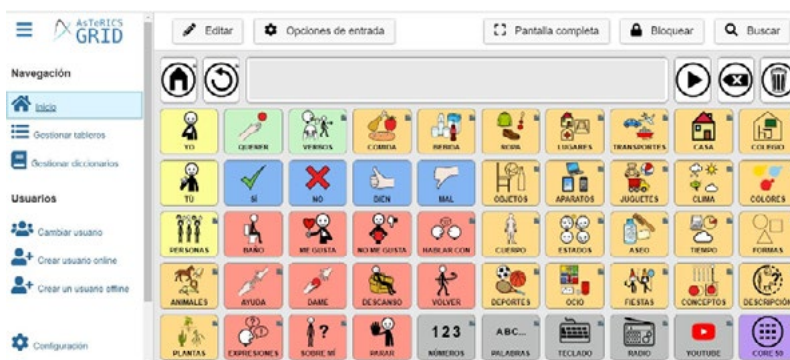 AsTeRICS
GRID
Editar
Opciones de entrada
Pantalla completa
Bloquear
Buscar
Navegación
Inicio
Gestionar tableros
Gestionar diccionarios
Usuarios
Cambiar usuario
Crear usuario online
Crear un usuario offline
Configuración
YO
QUERER
VERBOS
COMIDA
BEBIDA
ROPA
LUGARES
TRANSPORTES
CASA
COLEGIO
TÚ
SÍ
NO
BIEN
MAL
OBJETOS
APARATOS
JUGUETES
CLIMA
COLORES
PERSONAS
BAÑO
ME GUSTA
NO ME GUSTA
HABLAR CON
CUERPO
ESTADOS
ASEO
TIEMPO
FORMAS
ANIMALES
AYUDA
DAME
DESCANSO
VOLVER
DEPORTES
OCIO
FIESTAS
CONCEPTOS
DESCRIPCIÓN
PLANTAS
EXPRESIONES
?
SOBRE MÍ
PARAR
123
NÚMEROS
ABC...
PALABRAS
TECLADO
RADIO
YOUTUBE
CORE 50